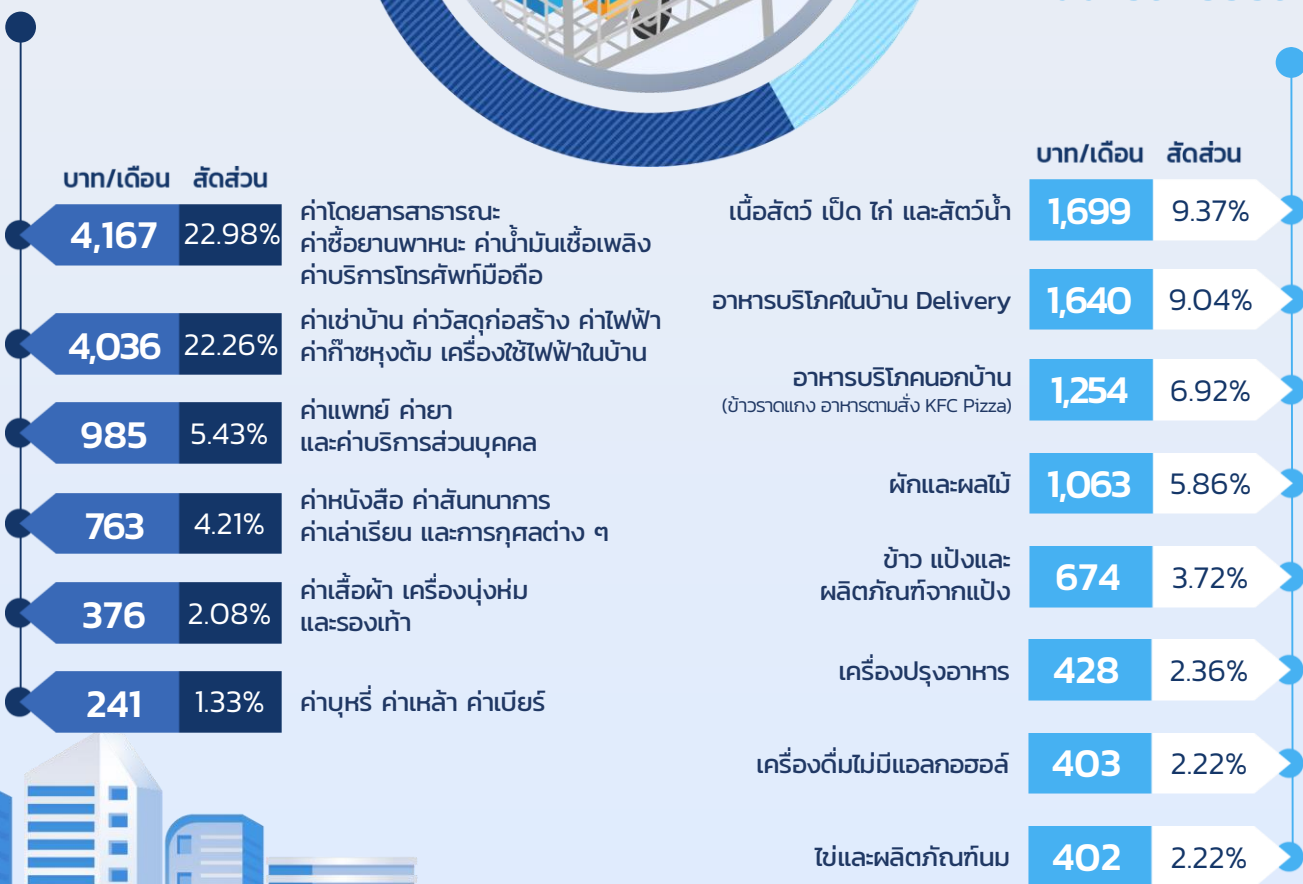 บาท/เดือน สัดส่วน
4,167 22.98%
ค่าโดยสารสาธารณะ
ค่าซื้อยานพาหนะ ค่าน้ำมันเชื้อเพลิง
ค่าบริการโทรศัพท์มือถือ
4,036 22.26%
ค่าเช่าบ้าน ค่าวัสดุก่อสร้าง ค่าไฟฟ้า
ค่าก๊าซหุงต้ม เครื่องใช้ไฟฟ้าในบ้าน
985 5.43%
ค่าแพทย์ ค่ายา
และค่าบริการส่วนบุคคล
763 4.21%
ค่าหนังสือ ค่าสันทนาการ
ค่าเล่าเรียน และการกุศลต่าง ๆ
376 2.08%
ค่าเสื้อผ้า เครื่องนุ่งห่ม
และรองเท้า
241 1.33%
ค่าบุหรี่ ค่าเหล้า ค่าเบียร์
บาท/เดือน สัดส่วน
เนื้อสัตว์ เป็ด ไก่ และสัตว์น้ำ
1,699 9.37%
อาหารบริโภคในบ้าน Delivery
1,640 9.04%
อาหารบริโภคนอกบ้าน
(ข้าวราดแกง อาหารตามสั่ง KFC Pizza)
1,254 6.92%
ผักและผลไม้
1,063 5.86%
ข้าว แป้งและ
ผลิตภัณฑ์จากแป้ง
674 3.72%
เครื่องปรุงอาหาร
428 2.36%
เครื่องดื่มไม่มีแอลกอฮอล์
403 2.22%
ไข่และผลิตภัณฑ์นม
402 2.22%